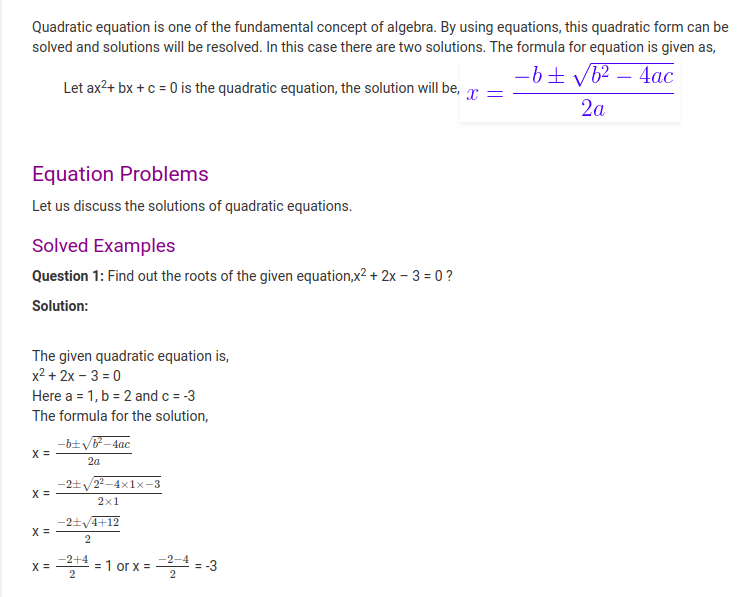 Quadratic equation is one of the fundamental concept of algebra. By using equations, this quadratic form can be
solved and solutions will be resolved. In this case there are two solutions. The formula for equation is given as,
Let ax²+ bx + c = 0 is the quadratic equation, the solution will be, x = \frac{-b \pm \sqrt{b^2 - 4ac}}{2a}
Equation Problems
Let us discuss the solutions of quadratic equations.
Solved Examples
Question 1: Find out the roots of the given equation,x² + 2x – 3 = 0 ?
Solution:
The given quadratic equation is,
x² + 2x – 3 = 0
Here a = 1, b = 2 and c = -3
The formula for the solution,
x = \frac{-b \pm \sqrt{b^2-4ac}}{2a}
x = \frac{-2 \pm \sqrt{2^2-4 \times 1 \times -3}}{2 \times 1}
x = \frac{-2 \pm \sqrt{4+12}}{2}
x = \frac{-2+4}{2} = 1 or x = \frac{-2-4}{2} = -3